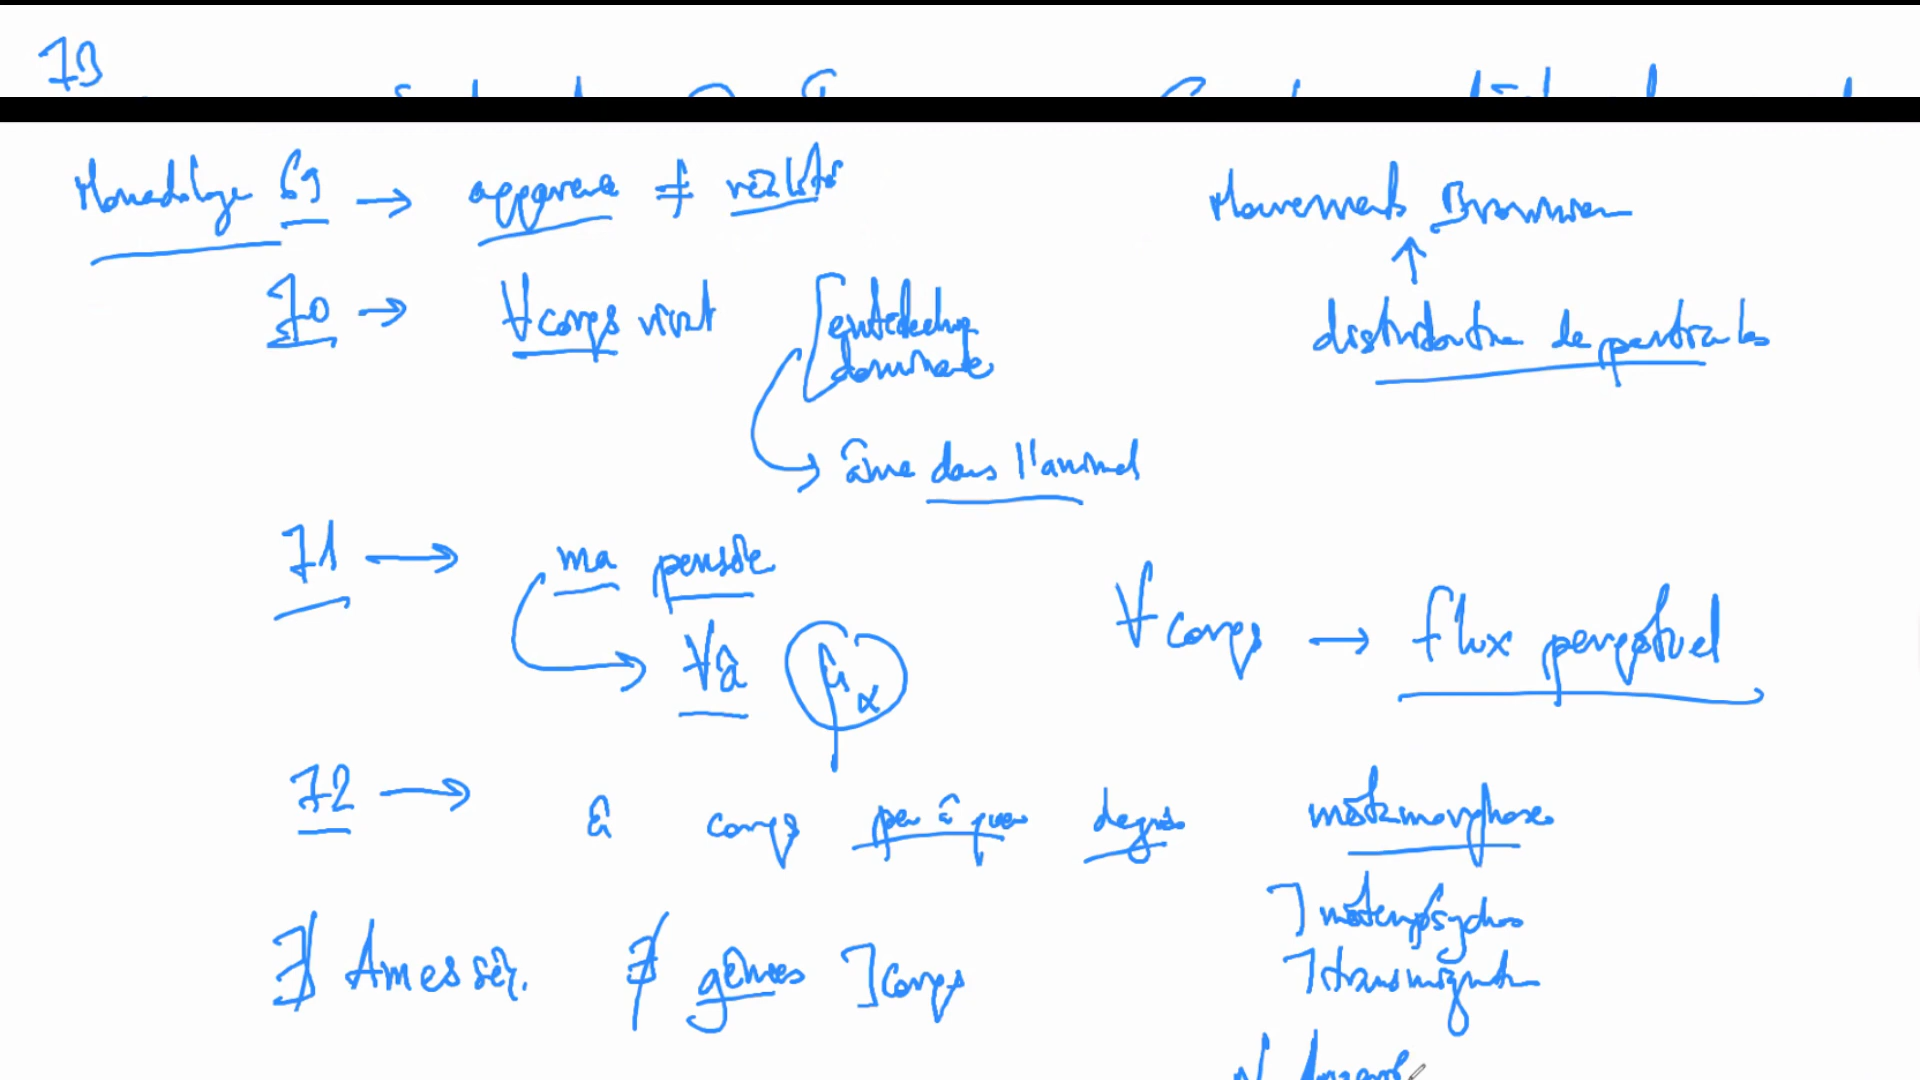 73
Monadologie 69 → apparence ≠ réalité
Mouvement Brownien
↑
distribution de particules
70 → ∀ corps vivant [entéléchie
dominante
→ âme dans l'animal
71 → ma pensée
→ ∀â
∀ corps → flux perpétuel
72 → â corps peu à peu degrés métamorphose
∄ Ames sép. ∄ génies ⌉corps
⌉métempsychose
⌉transmigration